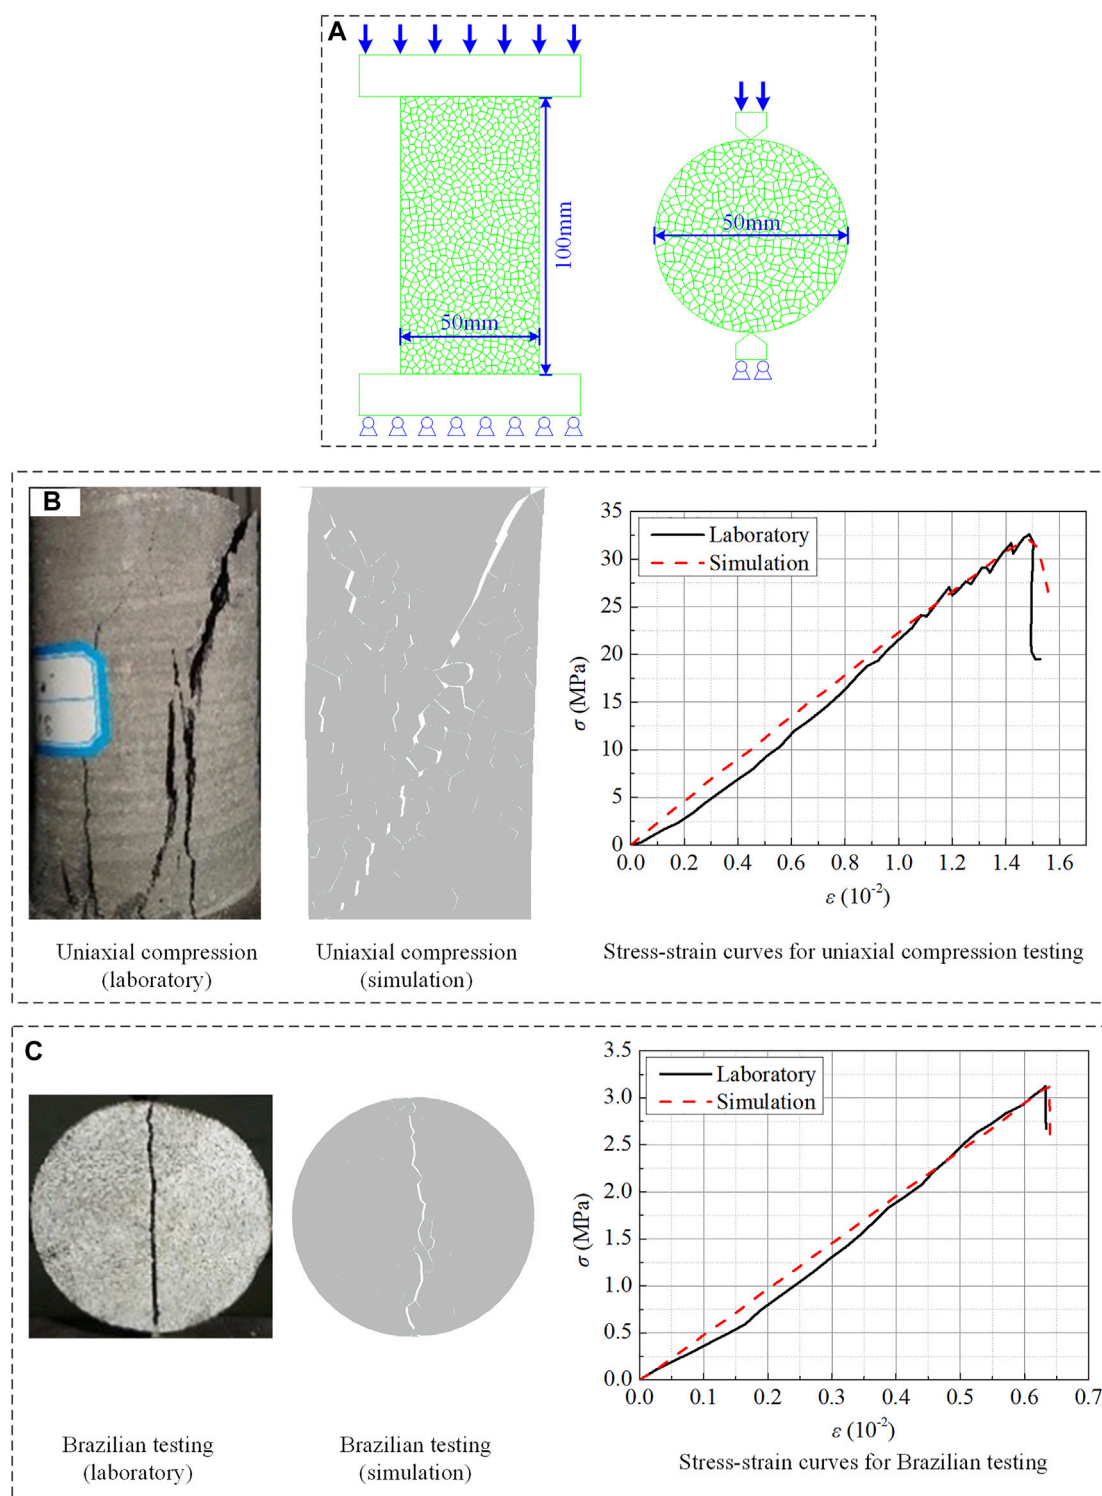 A
50mm
100mm
50mm
B
35
30
25
20
15
10
5
0
σ (MPa)
Laboratory
Simulation
0.0 0.2 0.4 0.6 0.8 1.0 1.2 1.4 1.6
ε (10-2)
Uniaxial compression
(laboratory)
Uniaxial compression
(simulation)
Stress-strain curves for uniaxial compression testing
C
3.5
3.0
2.5
2.0
1.5
1.0
0.5
0.0
σ (MPa)
Laboratory
Simulation
0.0 0.1 0.2 0.3 0.4 0.5 0.6 0.7
ε (10-2)
Brazilian testing
(laboratory)
Brazilian testing
(simulation)
Stress-strain curves for Brazilian testing